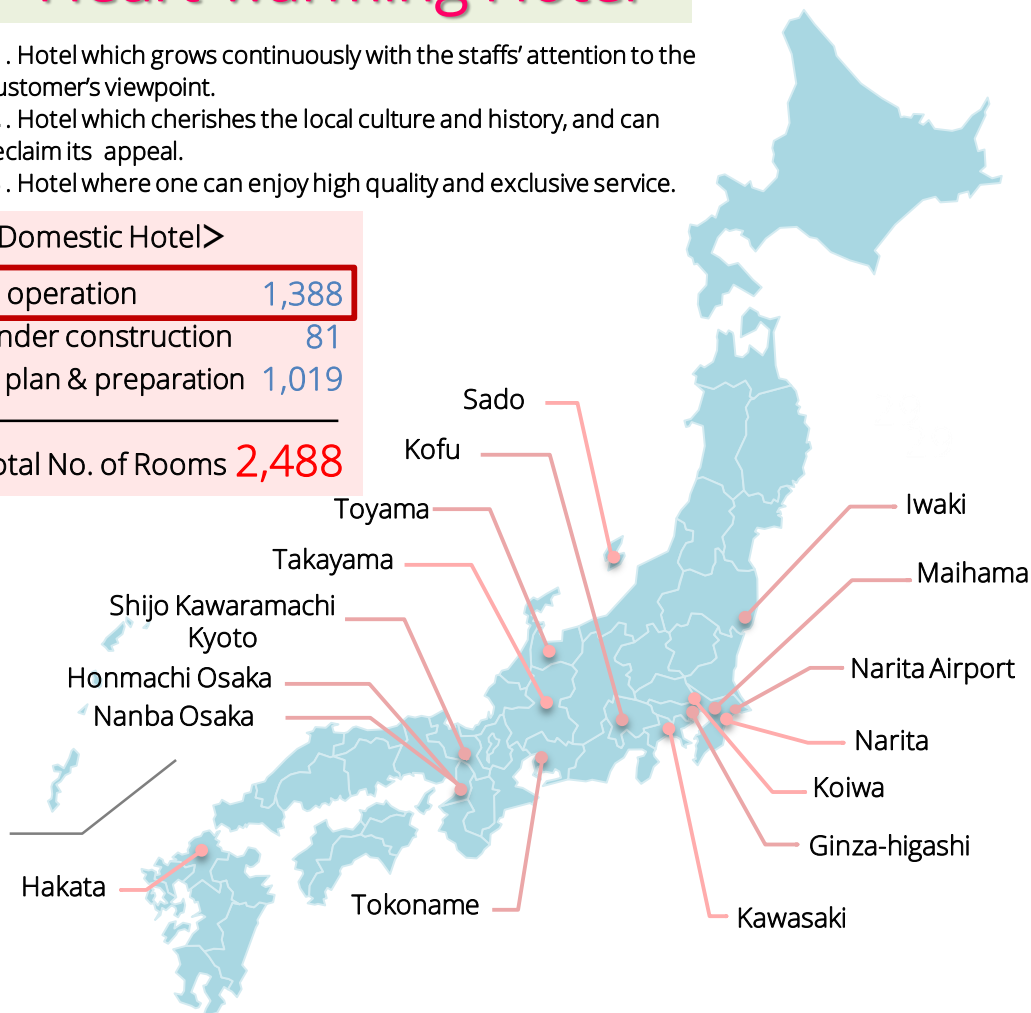 Heart-warming Hotel
. Hotel which grows continuously with the staffs' attention to the
ustomer's viewpoint.
. Hotel which cherishes the local culture and history, and can
eclaim its appeal.
. Hotel where one can enjoy high quality and exclusive service.
Domestic Hotel>
operation 1,388
nder construction 81
plan & preparation 1,019
otal No. of Rooms 2,488
Sado
Kofu
Toyama
Takayama
Shijo Kawaramachi
Kyoto
Honmachi Osaka
Nanba Osaka
Hakata
Tokoname
Iwaki
Maihama
Narita Airport
Narita
Koiwa
Ginza-higashi
Kawasaki